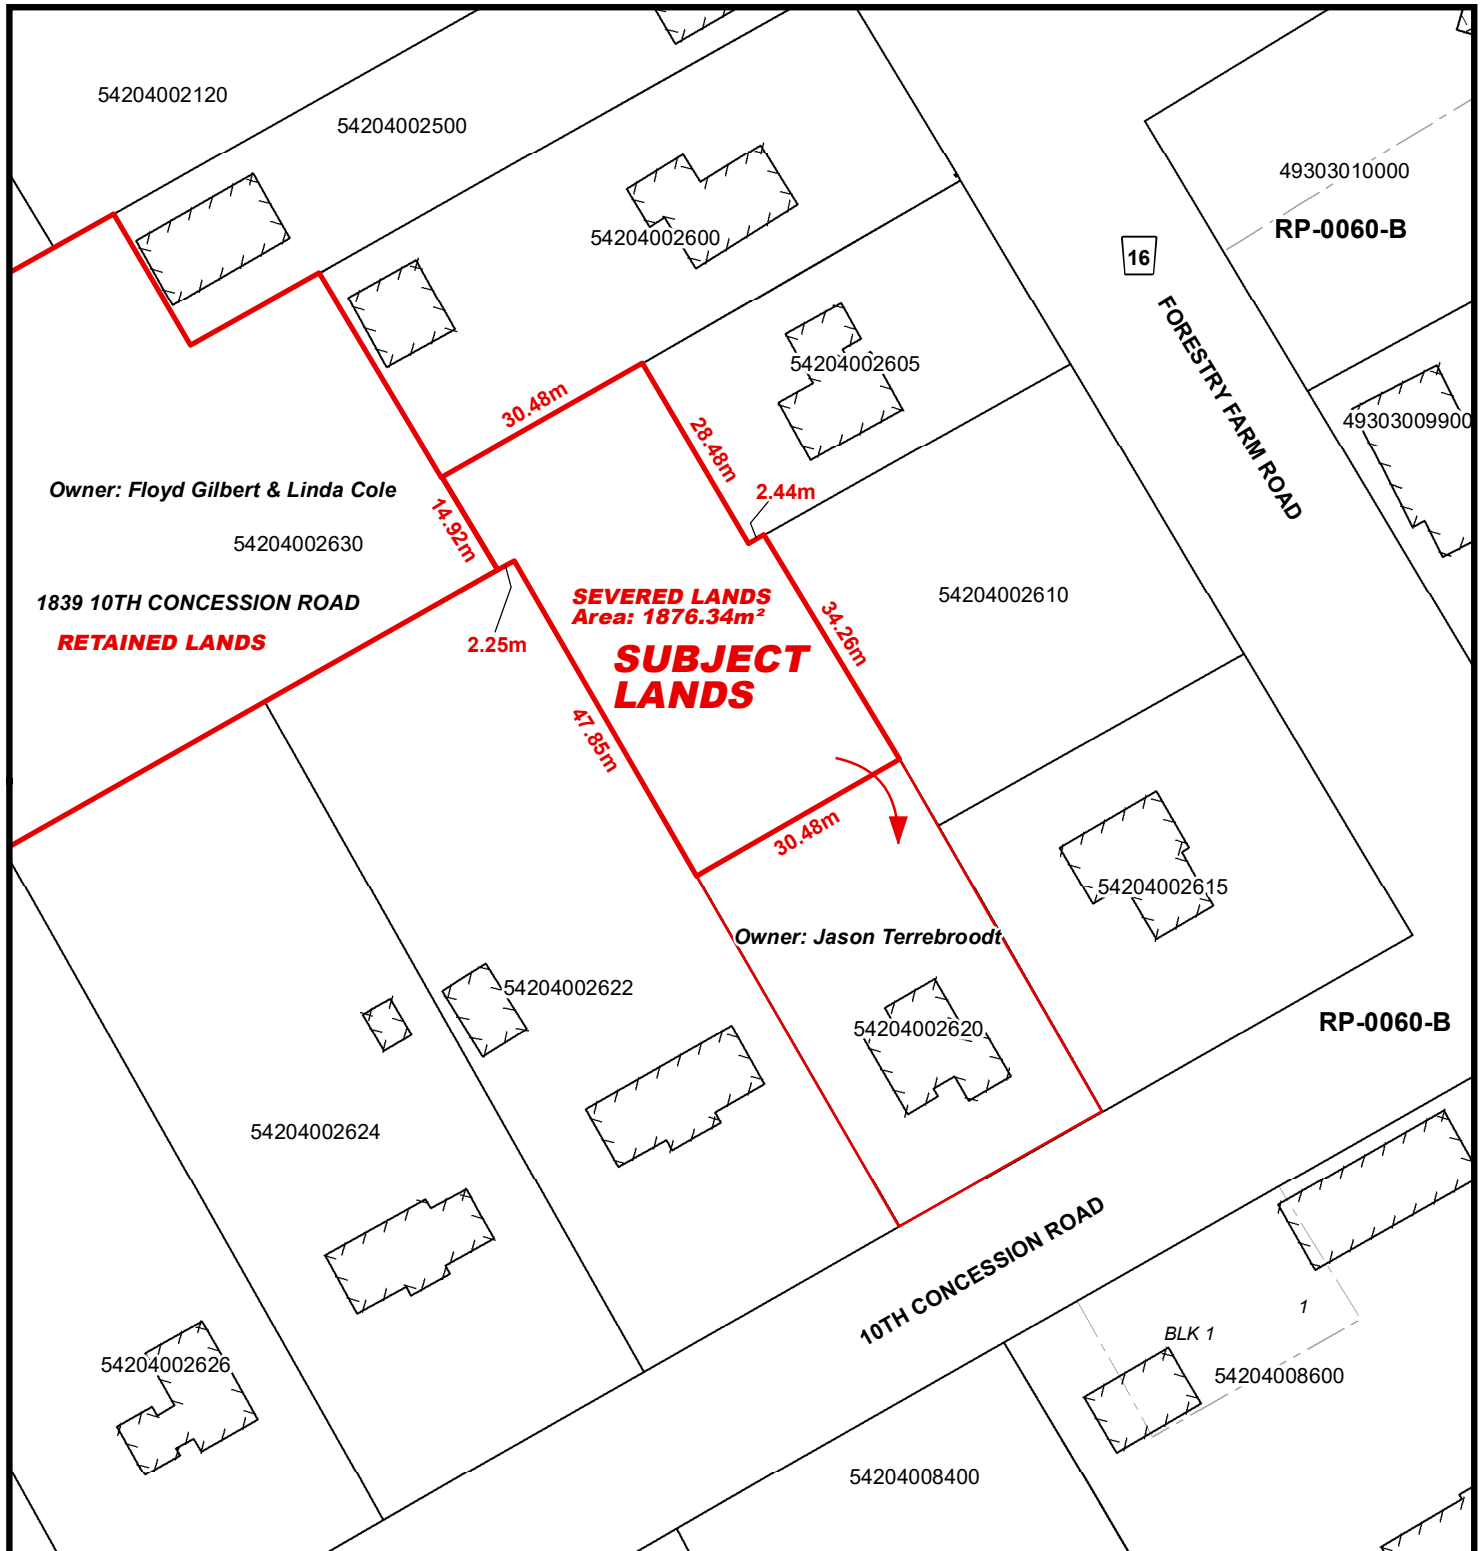 54204002120
54204002500
49303010000
RP-0060-B
54204002600
16
FORESTRY FARM ROAD
54204002605
30.48m
28.48m
49303009900
Owner: Floyd Gilbert & Linda Cole
2.44m
14.92m
54204002630
1839 10TH CONCESSION ROAD
RETAINED LANDS
SEVERED LANDS
Area: 1876.34m²
SUBJECT
LANDS
54204002610
34.26m
2.25m
47.85m
30.48m
54204002615
Owner: Jason Terrebroodt
54204002622
54204002620
RP-0060-B
54204002624
10TH CONCESSION ROAD
1
BLK 1
54204002626
54204008600
54204008400